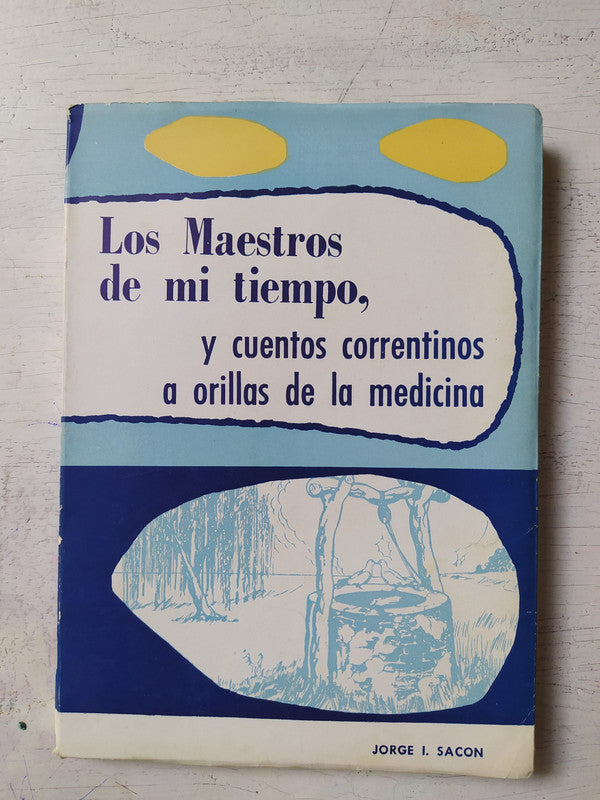 Los Maestros
de mi tiempo,
y cuentos correntinos
a orillas de la medicina
JORGE I. SACON